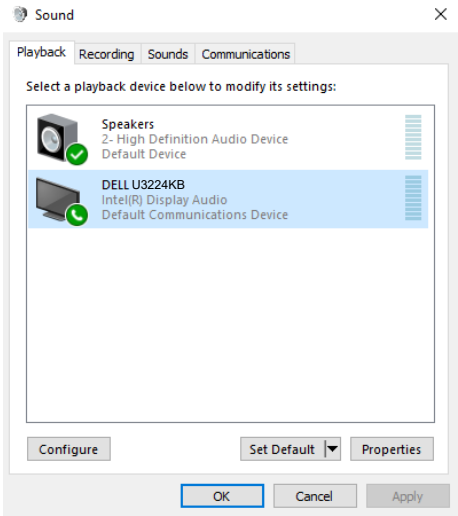 Sound
Playback Recording Sounds Communications
Select a playback device below to modify its settings:
Speakers
2- High Definition Audio Device
Default Device
DELL U3224KB
Intel(R) Display Audio
Default Communications Device
Configure Set Default Properties
OK Cancel Apply